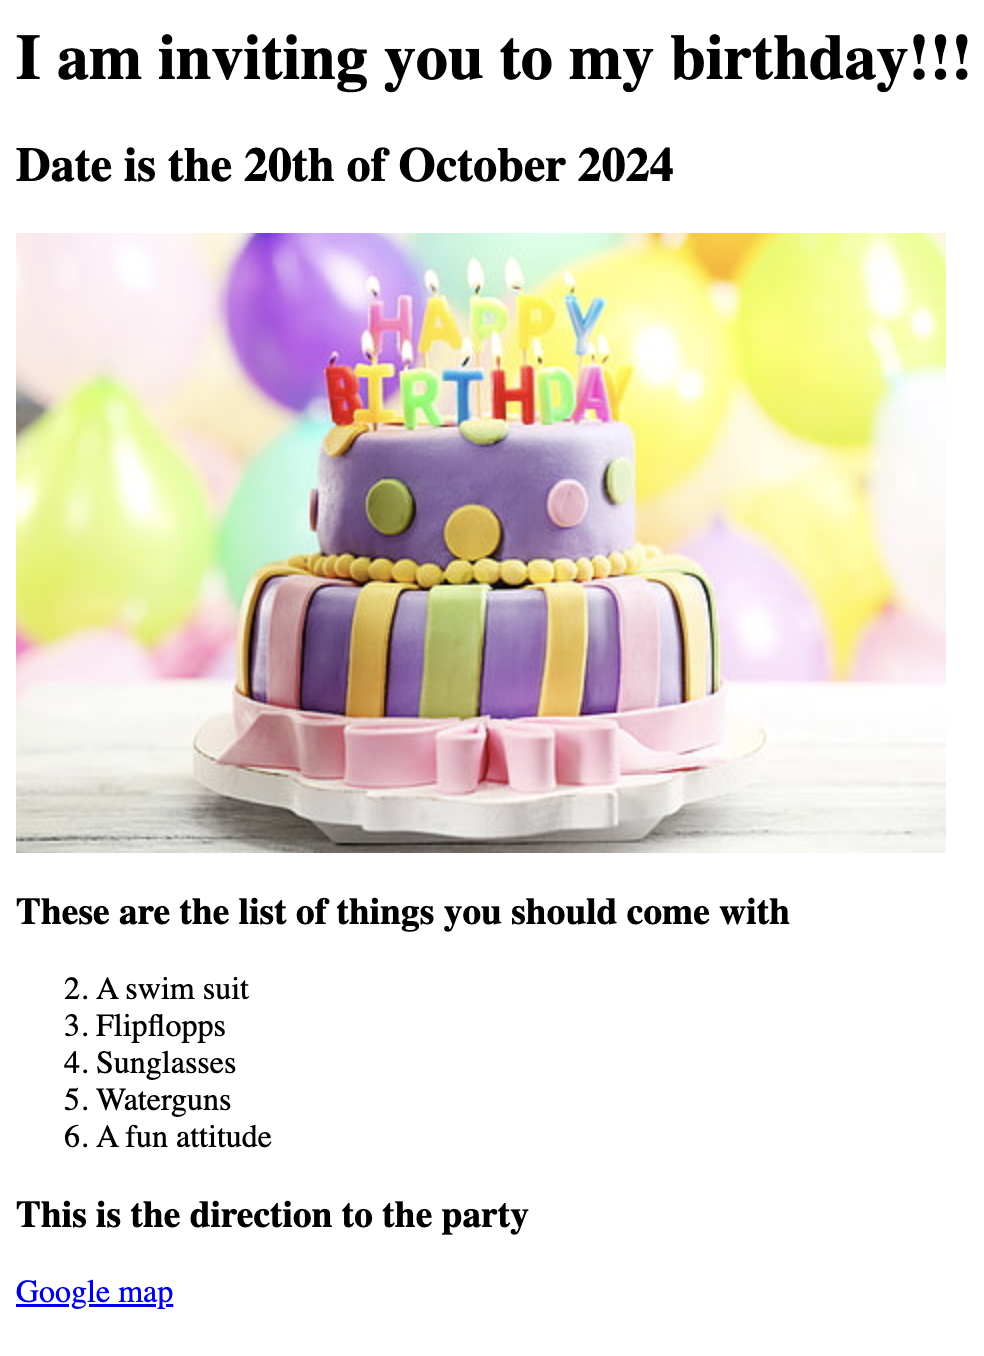 I am inviting you to my birthday!!!
Date is the 20th of October 2024
HAPPY
BIRTHDAY
These are the list of things you should come with
2. A swim suit
3. Flipflopps
4. Sunglasses
5. Waterguns
6. A fun attitude
This is the direction to the party
Google map